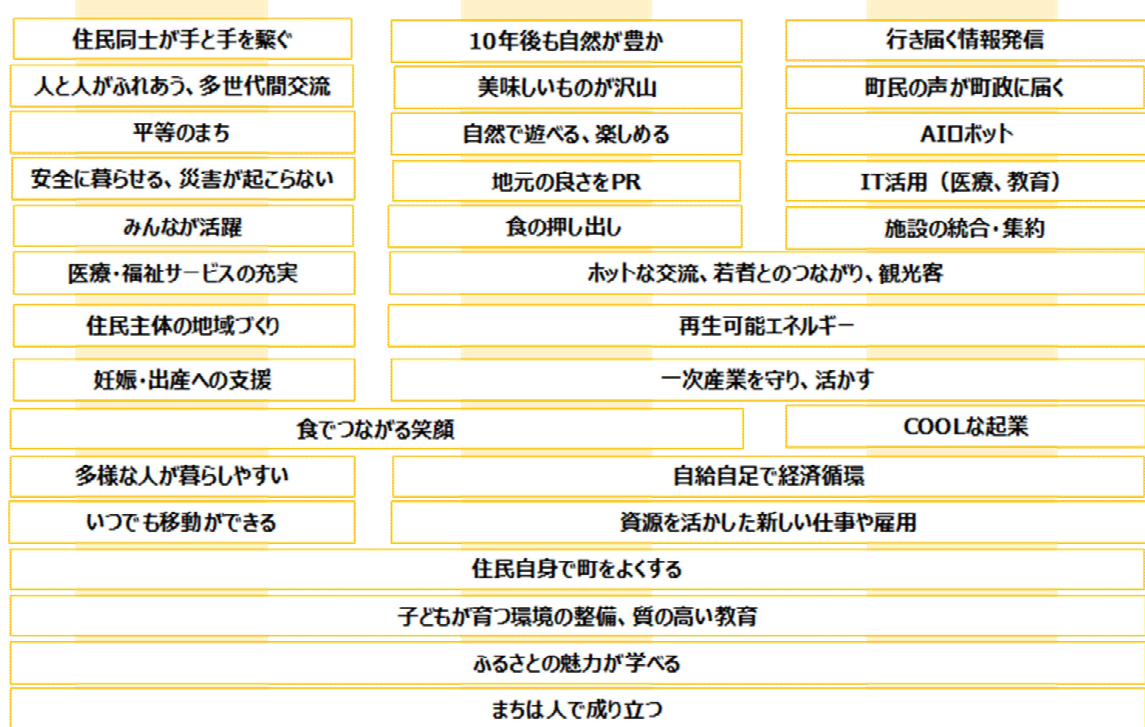 住民同士が手と手を繋ぐ
10年後も自然が豊か
行き届く情報発信
人と人がふれあう、多世代間交流
美味しいものが沢山
町民の声が町政に届く
平等のまち
自然で遊べる、楽しめる
AIロボット
安全に暮らせる、災害が起こらない
地元の良さをPR
IT活用（医療、教育）
みんなが活躍
食の押し出し
施設の統合・集約
医療・福祉サービスの充実
ホットな交流、若者とのつながり、観光客
住民主体の地域づくり
再生可能エネルギー
妊娠・出産への支援
一次産業を守り、活かす
食でつながる笑顔
COOLな起業
多様な人が暮らしやすい
自給自足で経済循環
いつでも移動ができる
資源を活かした新しい仕事や雇用
住民自身で町をよくする
子どもが育つ環境の整備、質の高い教育
ふるさとの魅力が学べる
まちは人で成り立つ